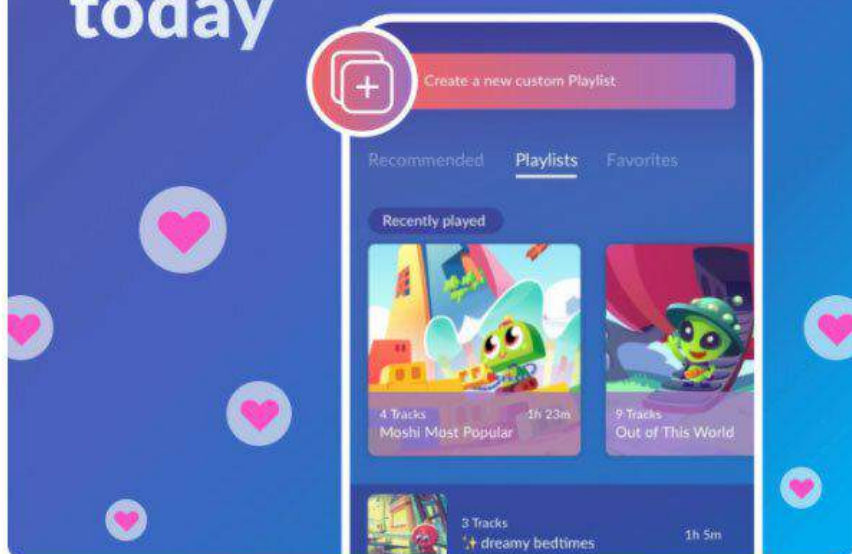 today
Create a new custom Playlist
Recommended Playlists Favorites
Recently played
4 Tracks 1h 23m
Moshi Most Popular
9 Tracks
Out of This World
3 Tracks
✨ dreamy bedtimes 1h 5m